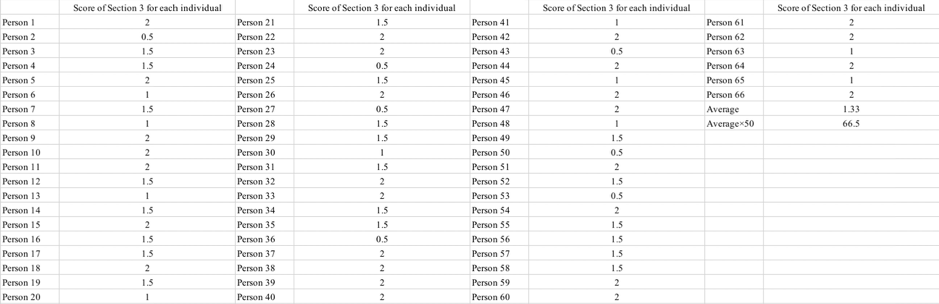 Score of Section 3 for each individual Score of Section 3 for each individual Score of Section 3 for each individual Score of Section 3 for each individual
Person 1 2 Person 21 1.5 Person 41 1 Person 61 2
Person 2 0.5 Person 22 2 Person 42 2 Person 62 2
Person 3 1.5 Person 23 2 Person 43 0.5 Person 63 1
Person 4 1.5 Person 24 0.5 Person 44 2 Person 64 2
Person 5 2 Person 25 1.5 Person 45 1 Person 65 1
Person 6 1 Person 26 2 Person 46 2 Person 66 2
Person 7 1.5 Person 27 0.5 Person 47 2 Average 1.33
Person 8 1 Person 28 1.5 Person 48 1 Average×50 66.5
Person 9 2 Person 29 1.5 Person 49 1.5
Person 10 2 Person 30 1 Person 50 0.5
Person 11 2 Person 31 1.5 Person 51 2
Person 12 1.5 Person 32 2 Person 52 1.5
Person 13 1 Person 33 2 Person 53 0.5
Person 14 1.5 Person 34 1.5 Person 54 2
Person 15 2 Person 35 1.5 Person 55 1.5
Person 16 1.5 Person 36 0.5 Person 56 1.5
Person 17 1.5 Person 37 2 Person 57 1.5
Person 18 2 Person 38 2 Person 58 1.5
Person 19 1.5 Person 39 2 Person 59 2
Person 20 1 Person 40 2 Person 60 2